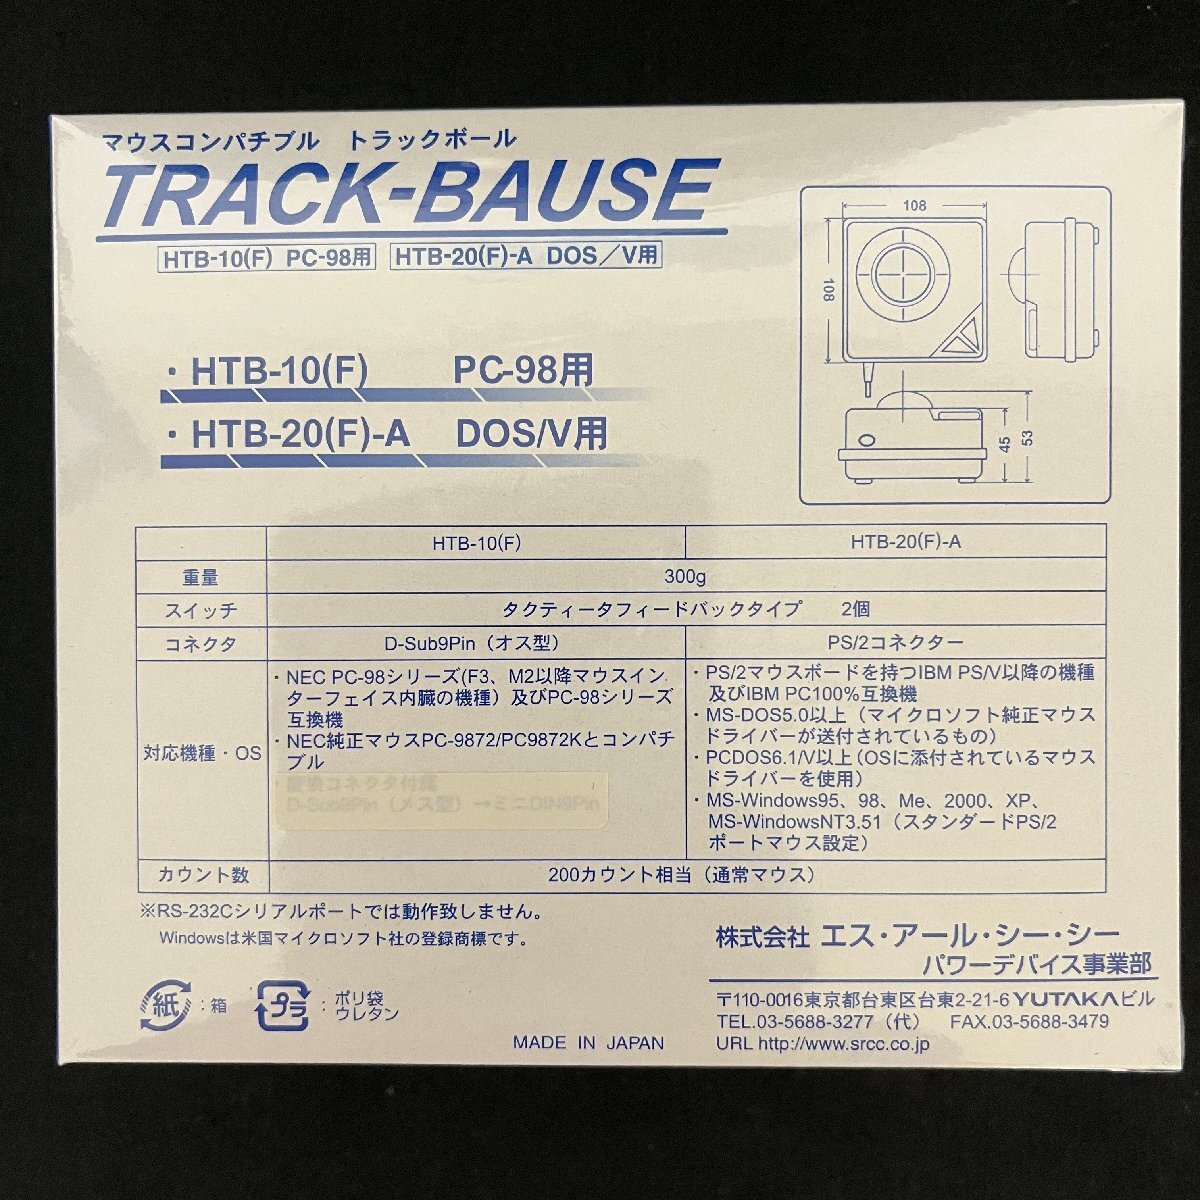 マウスコンパチブル トラックボール
TRACK-BAUSE
HTB-10(F) PC-98用 HTB-20(F)-A DOS／V用
・HTB-10(F) PC-98用
・HTB-20(F)-A DOS/V用
108
108
45
53
HTB-10(F) HTB-20(F)-A
重量 300g
スイッチ タクティータフィードバックタイプ 2個
コネクタ D-Sub9Pin（オス型） PS/2コネクター
対応機種・OS
・NEC PC-98シリーズ(F3、M2以降マウスイン
ターフェイス内臓の機種）及びPC-98シリーズ
互換機
・NEC純正マウスPC-9872/PC9872Kとコンパチ
ブル
・変換コネクタ付属
D-Sub9Pin（メス型）→ミニDIN9Pin
・PS/2マウスボードを持つIBM PS/V以降の機種
及びIBM PC100%互換機
・MS-DOS5.0以上（マイクロソフト純正マウス
ドライバーが送付されているもの）
・PCDOS6.1/V以上(OSに添付されているマウス
ドライバーを使用）
・MS-Windows95、98、Me、2000、XP、
MS-WindowsNT3.51（スタンダードPS/2
ポートマウス設定）
カウント数 200カウント相当（通常マウス）
※RS-232Cシリアルポートでは動作致しません。
Windowsは米国マイクロソフト社の登録商標です。
紙：箱
プラ：ポリ袋
ウレタン
MADE IN JAPAN
株式会社 エス・アール・シー・シー
パワーデバイス事業部
〒110-0016東京都台東区台東2-21-6 YUTAKAビル
TEL.03-5688-3277（代） FAX.03-5688-3479
URL http://www.srcc.co.jp